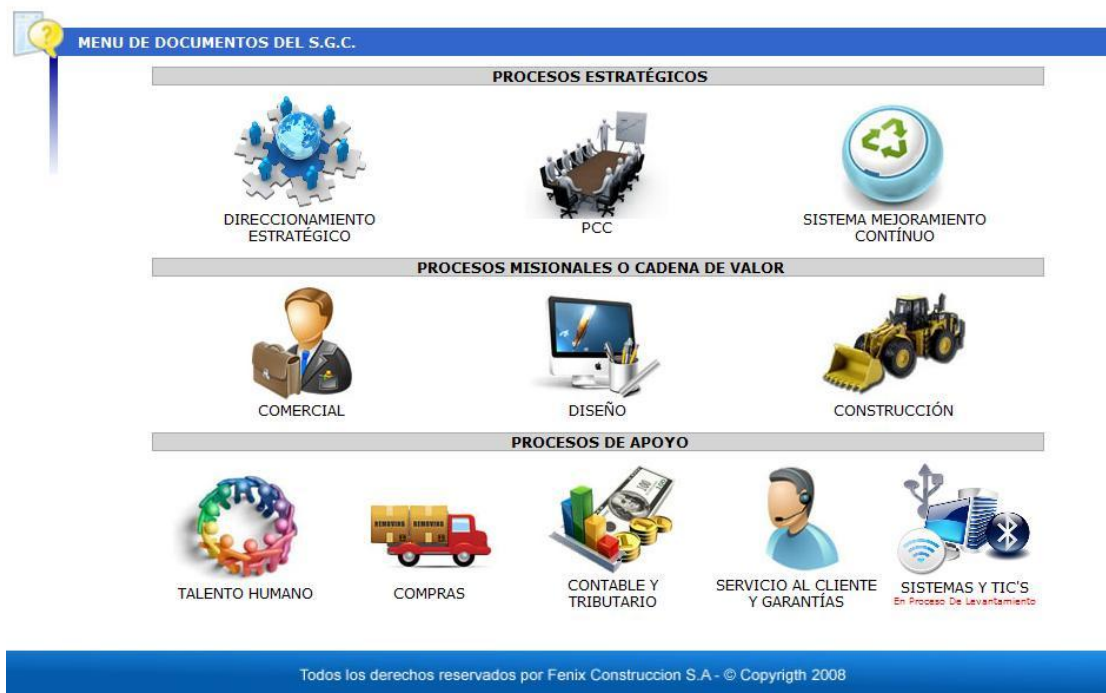 MENU DE DOCUMENTOS DEL S.G.C.
PROCESOS ESTRATÉGICOS
DIRECCIONAMIENTO
ESTRATÉGICO
PCC
SISTEMA MEJORAMIENTO
CONTÍNUO
PROCESOS MISIONALES O CADENA DE VALOR
COMERCIAL
DISEÑO
CONSTRUCCIÓN
PROCESOS DE APOYO
TALENTO HUMANO
COMPRAS
CONTABLE Y
TRIBUTARIO
SERVICIO AL CLIENTE
Y GARANTÍAS
SISTEMAS Y TIC'S
En Proceso De Levantamiento
Todos los derechos reservados por Fenix Construccion S.A - © Copyrigth 2008